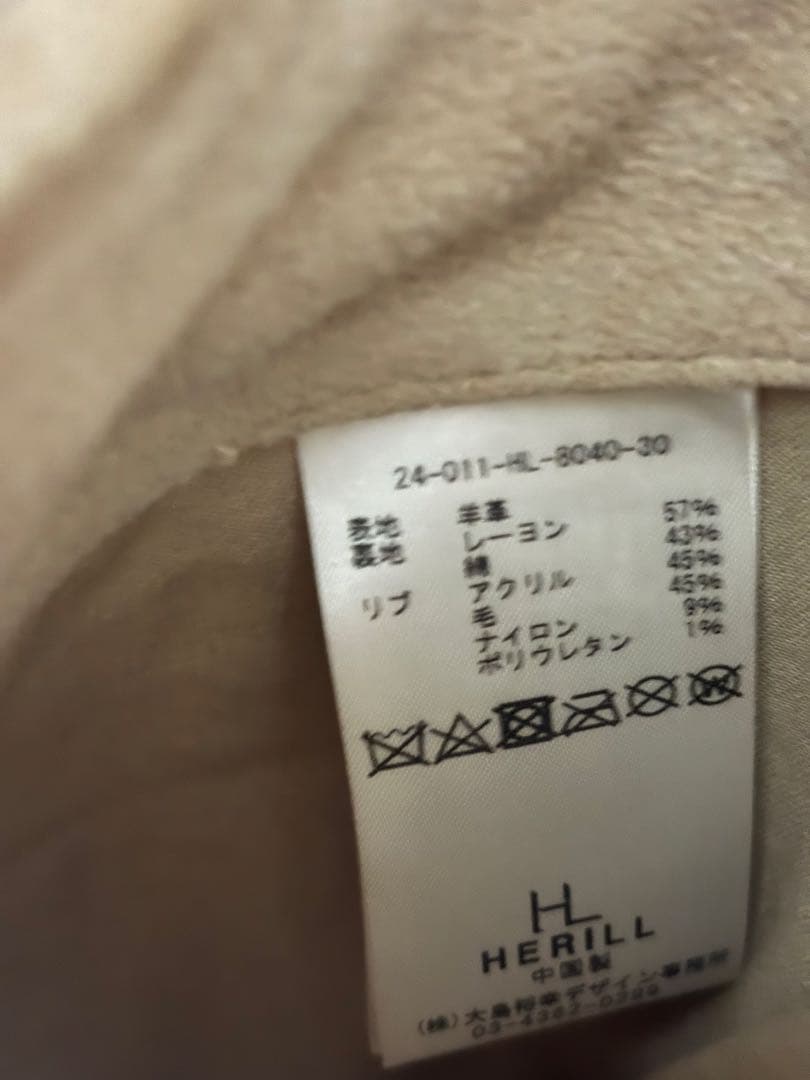 24-011-HL-8040-30
表地 羊革
裏地 レーヨン 57%
綿 43%
リブ アクリル 45%
毛 45%
ナイロン 9%
ポリウレタン 1%
HL
HERILL
中国製
(株)大島裕幸デザイン事務所